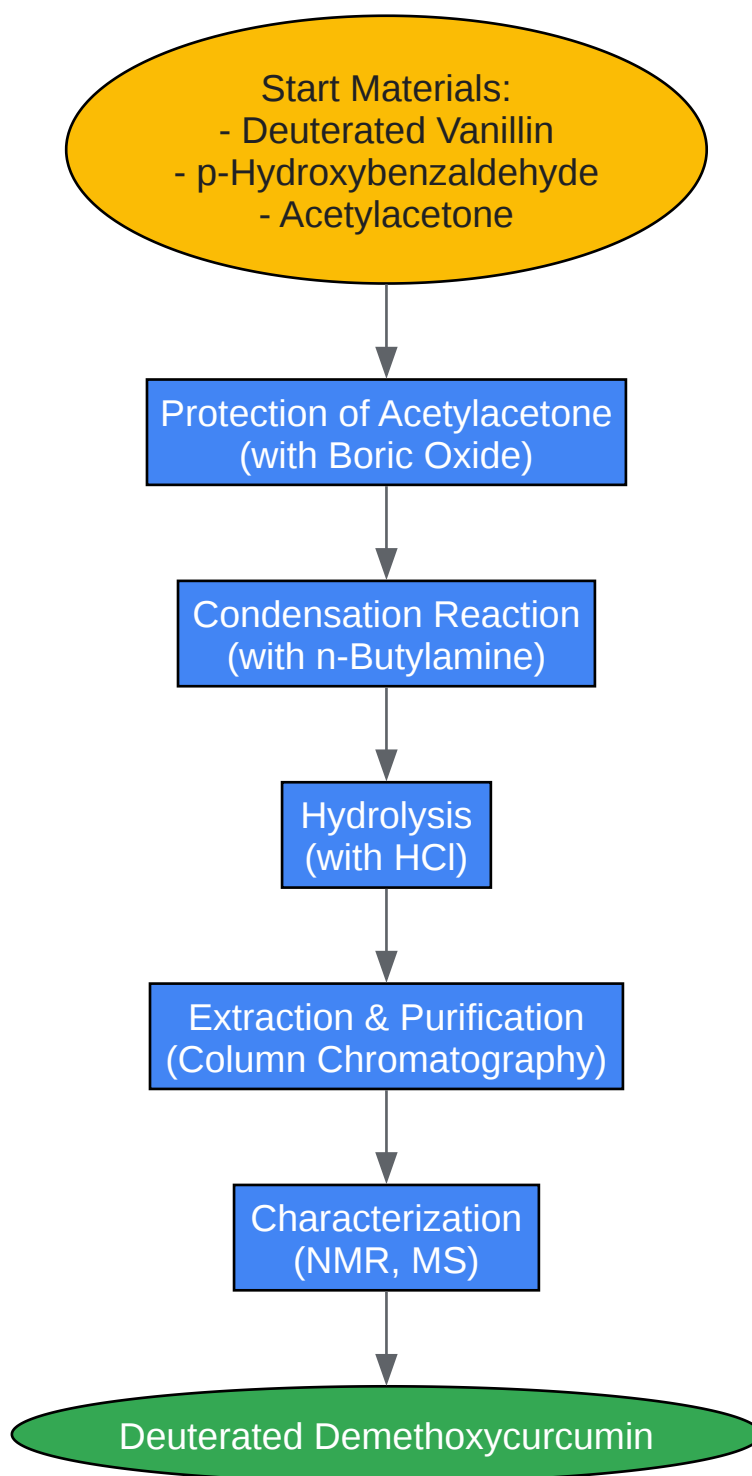 Start Materials:
- Deuterated Vanillin
- p-Hydroxybenzaldehyde
- Acetylacetone
Protection of Acetylacetone
(with Boric Oxide)
Condensation Reaction
(with n-Butylamine)
Hydrolysis
(with HCl)
Extraction & Purification
(Column Chromatography)
Characterization
(NMR, MS)
Deuterated Demethoxycurcumin